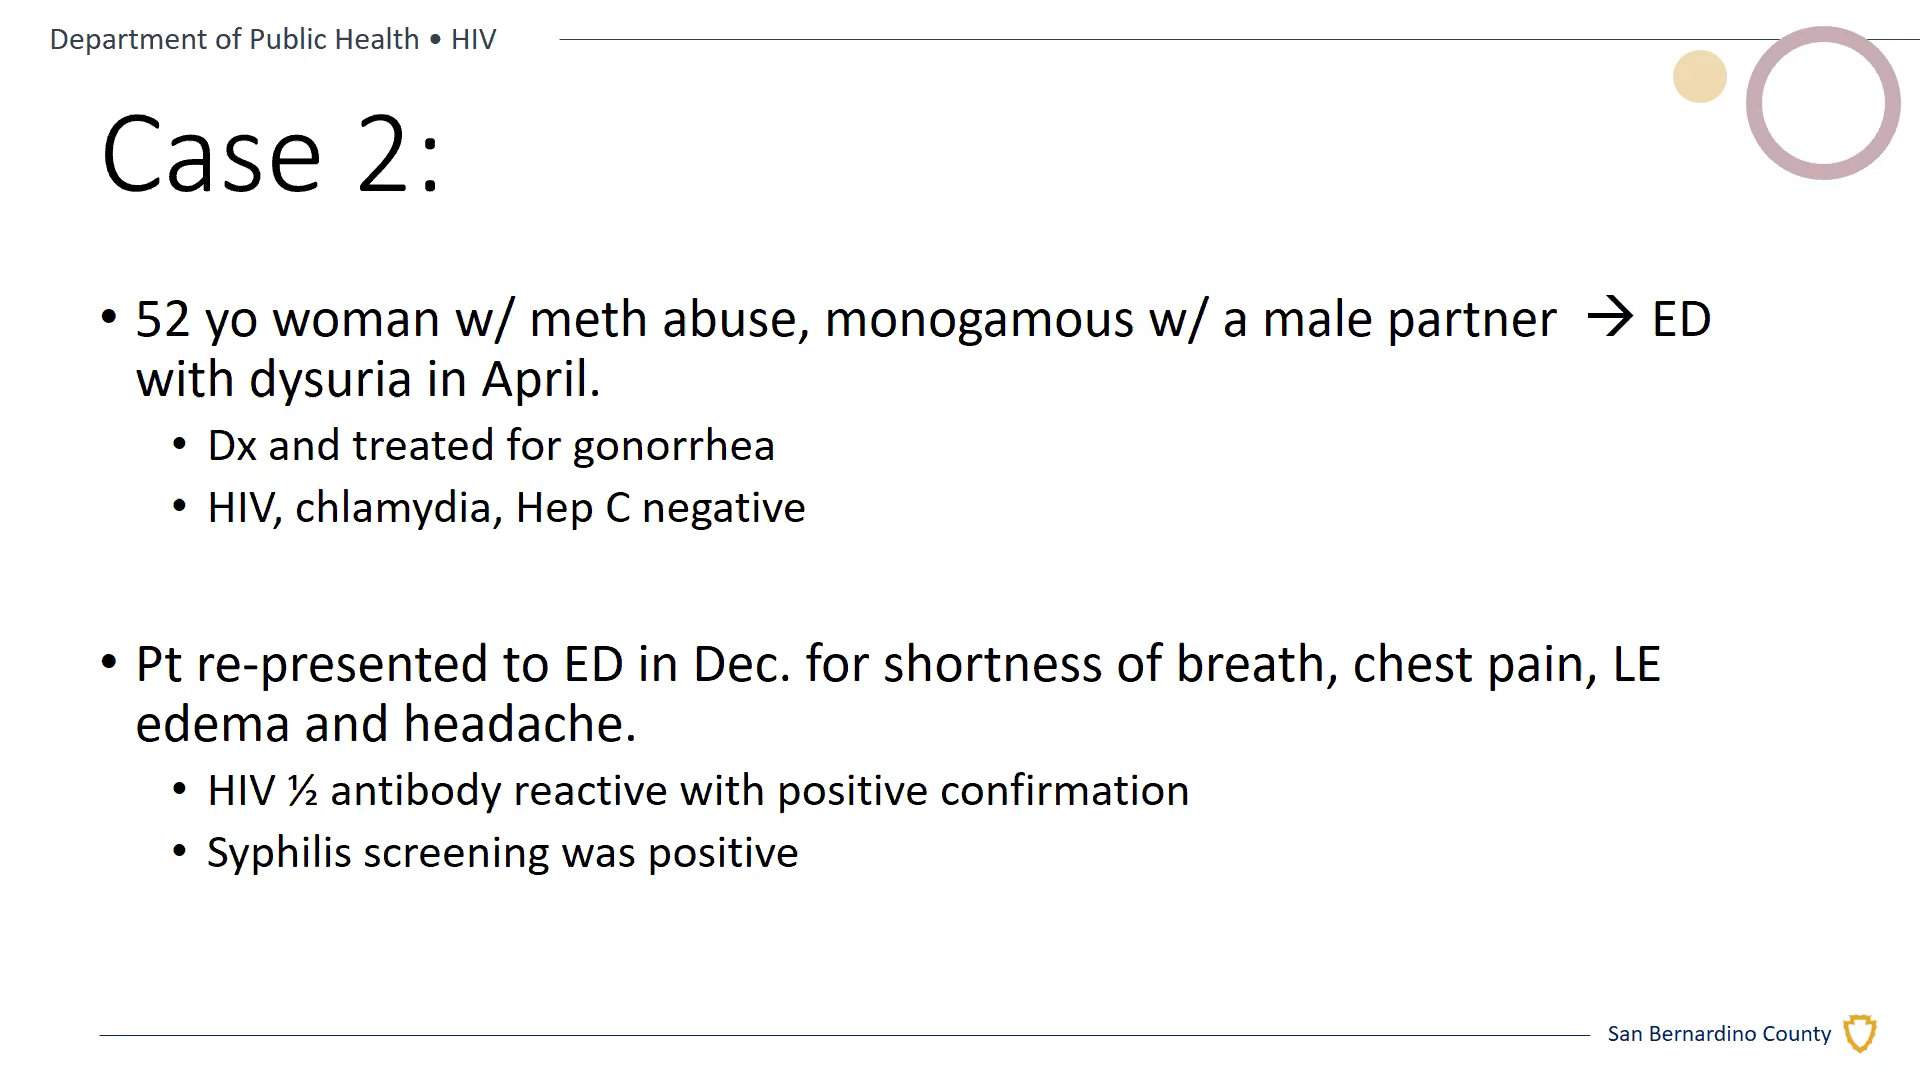 Department of Public Health • HIV
Case 2:
• 52 yo woman w/ meth abuse, monogamous w/ a male partner → ED
with dysuria in April.
• Dx and treated for gonorrhea
• HIV, chlamydia, Hep C negative
• Pt re-presented to ED in Dec. for shortness of breath, chest pain, LE
edema and headache.
• HIV ½ antibody reactive with positive confirmation
• Syphilis screening was positive
San Bernardino County